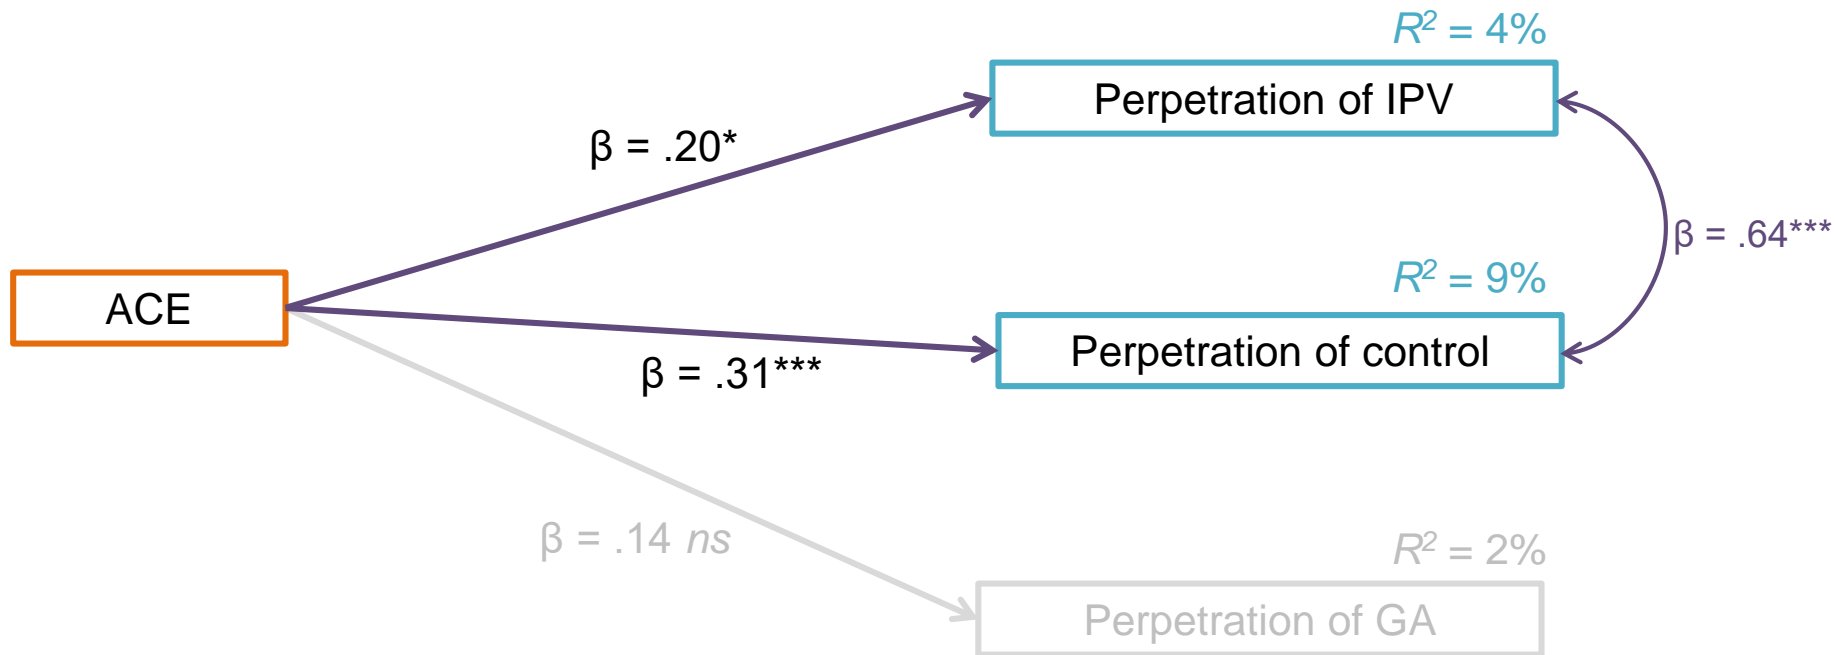 R² = 4%
Perpetration of IPV
β = .20*
β = .64***
R² = 9%
ACE
Perpetration of control
β = .31***
β = .14 ns
R² = 2%
Perpetration of GA